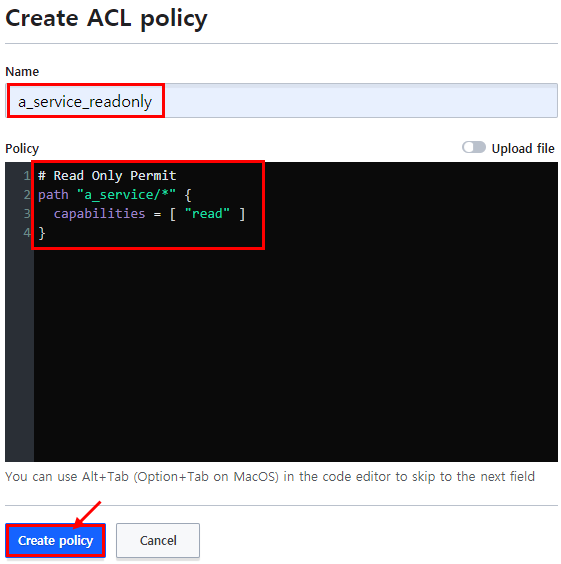 Create ACL policy
Name
a_service_readonly
Policy
Upload file
1 # Read Only Permit
2 path "a_service/*" {
3   capabilities = [ "read" ]
4 }
You can use Alt+Tab (Option+Tab on MacOS) in the code editor to skip to the next field
Create policy
Cancel